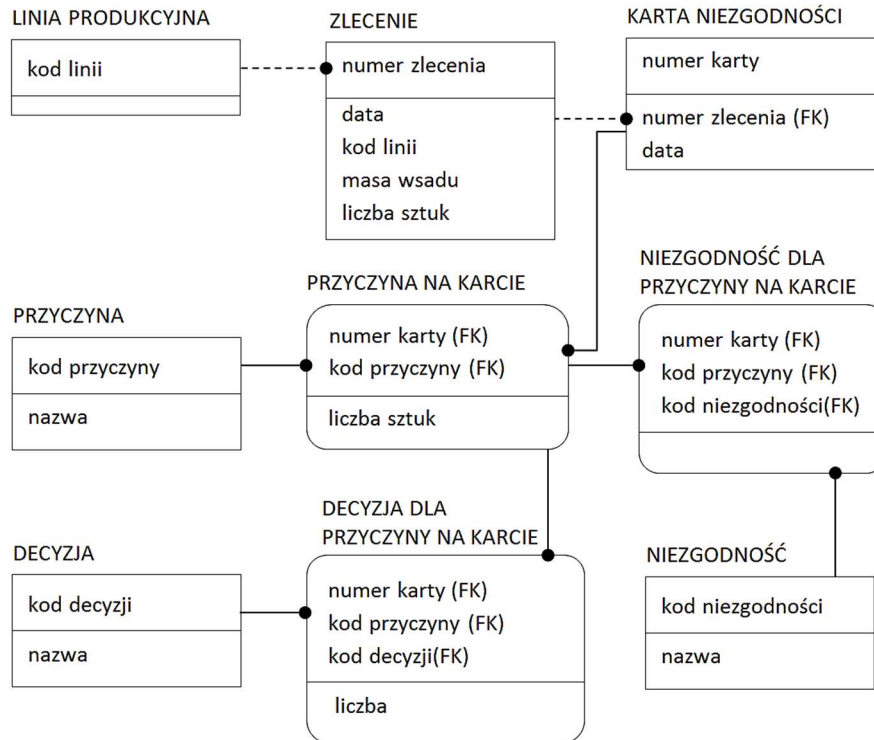 LINIA PRODUKCYJNA
kod linii
ZLECENIE
numer zlecenia
data
kod linii
masa wsadu
liczba sztuk
KARTA NIEZGODNOŚCI
numer karty
numer zlecenia (FK)
data
PRZYCZYNA
kod przyczyny
nazwa
PRZYCZYNA NA KARCIE
numer karty (FK)
kod przyczyny (FK)
liczba sztuk
NIEZGODNOŚĆ DLA
PRZYCZYNY NA KARCIE
numer karty (FK)
kod przyczyny (FK)
kod niezgodności(FK)
DECYZJA
kod decyzji
nazwa
DECYZJA DLA
PRZYCZYNY NA KARCIE
numer karty (FK)
kod przyczyny (FK)
kod decyzji(FK)
liczba
NIEZGODNOŚĆ
kod niezgodności
nazwa